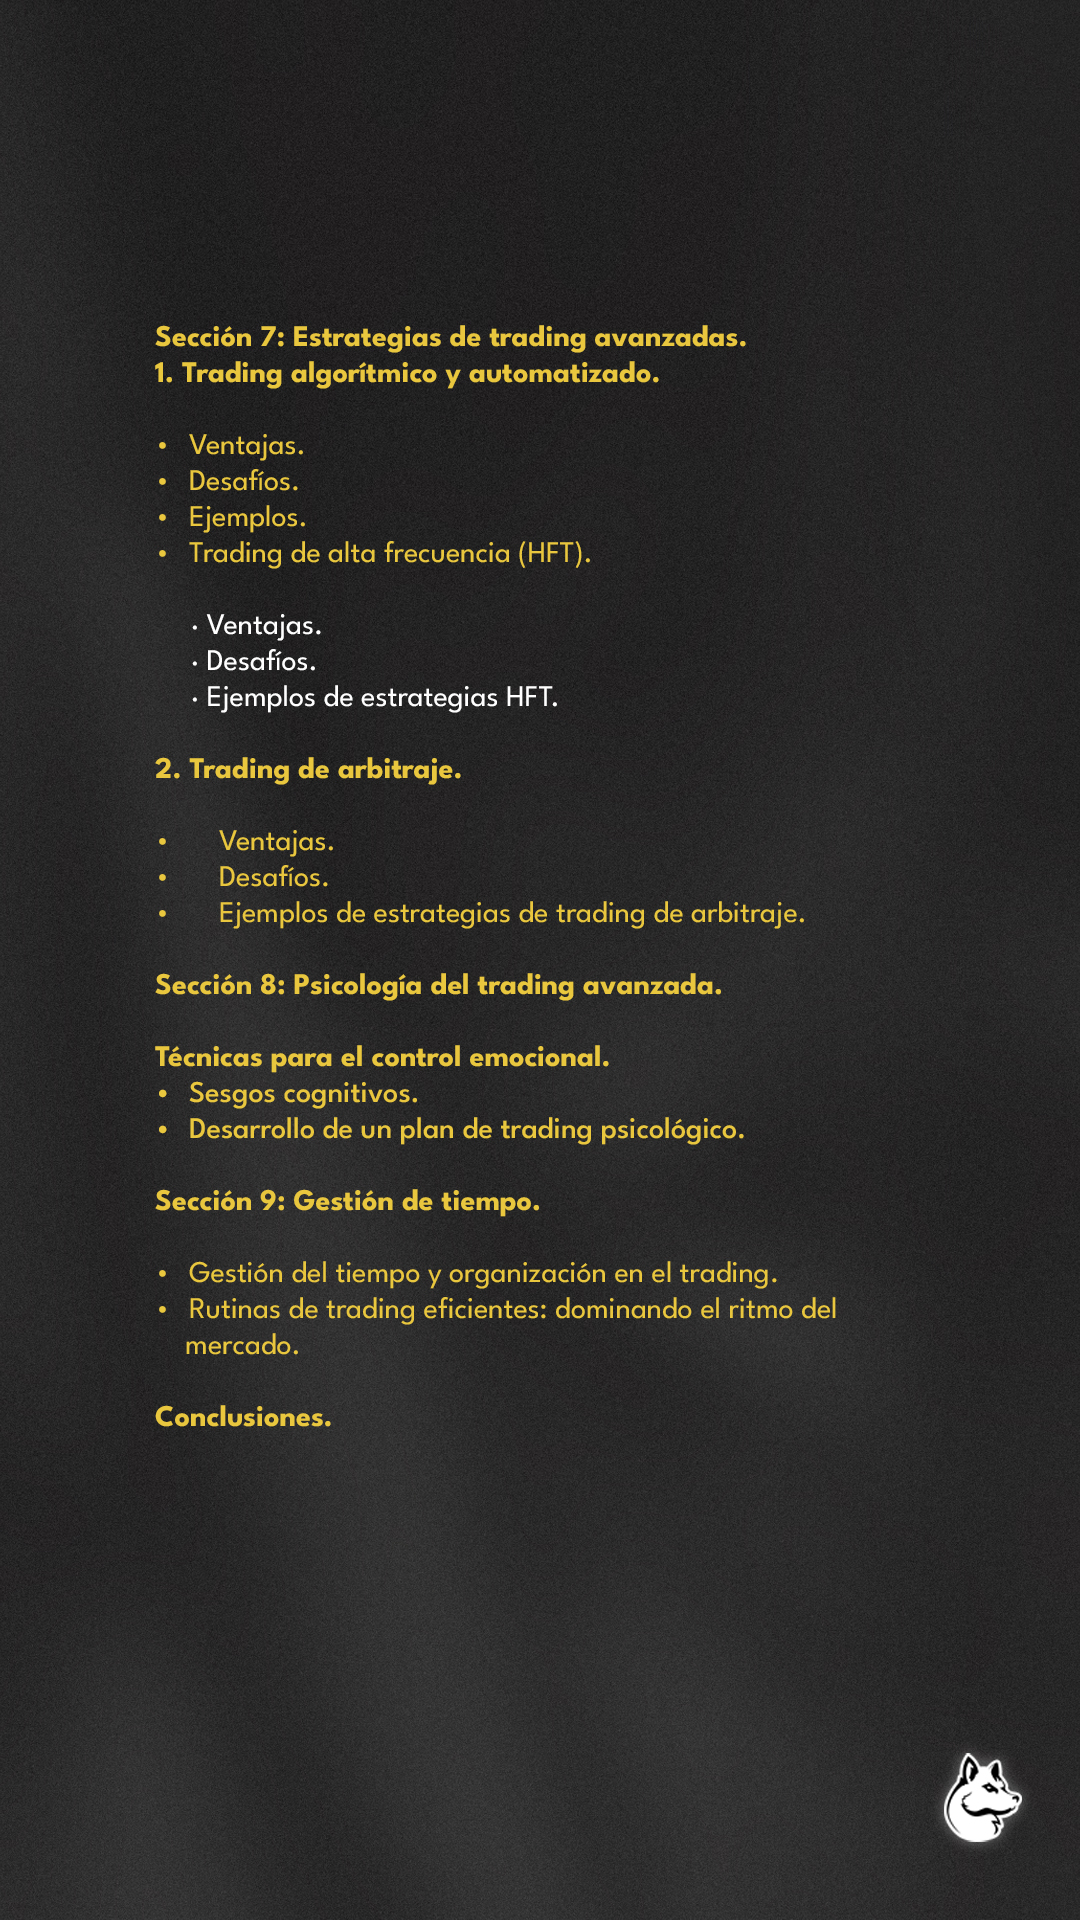 Sección 7: Estrategias de trading avanzadas.
1. Trading algorítmico y automatizado.
• Ventajas.
• Desafíos.
• Ejemplos.
• Trading de alta frecuencia (HFT).
· Ventajas.
· Desafíos.
· Ejemplos de estrategias HFT.
2. Trading de arbitraje.
• Ventajas.
• Desafíos.
• Ejemplos de estrategias de trading de arbitraje.
Sección 8: Psicología del trading avanzada.
Técnicas para el control emocional.
• Sesgos cognitivos.
• Desarrollo de un plan de trading psicológico.
Sección 9: Gestión de tiempo.
• Gestión del tiempo y organización en el trading.
• Rutinas de trading eficientes: dominando el ritmo del
mercado.
Conclusiones.